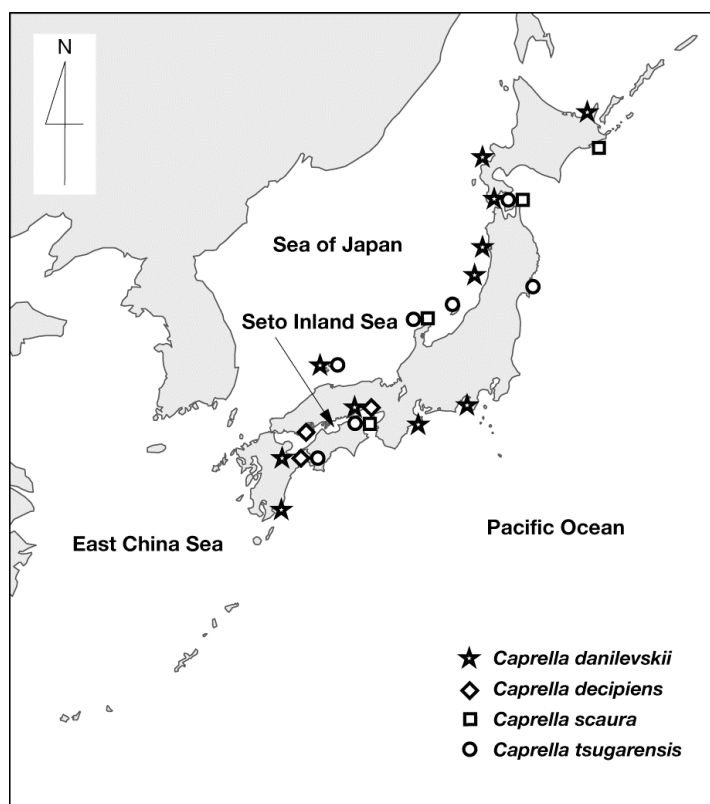 N
Sea of Japan
Seto Inland Sea
East China Sea
Pacific Ocean
Caprella danilevskii
Caprella decipiens
Caprella scaura
Caprella tsugarensis